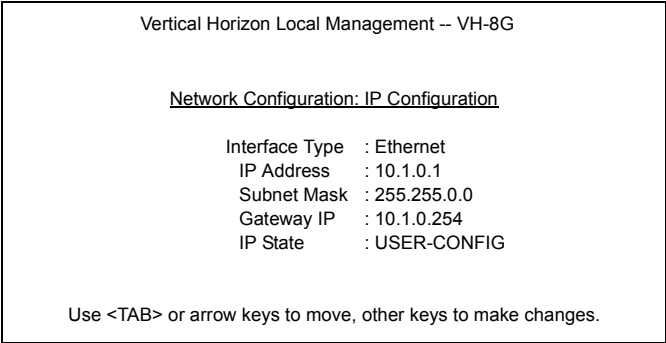 Vertical Horizon Local Management -- VH-8G
Network Configuration: IP Configuration
Interface Type : Ethernet
IP Address : 10.1.0.1
Subnet Mask : 255.255.0.0
Gateway IP : 10.1.0.254
IP State : USER-CONFIG
Use <TAB> or arrow keys to move, other keys to make changes.